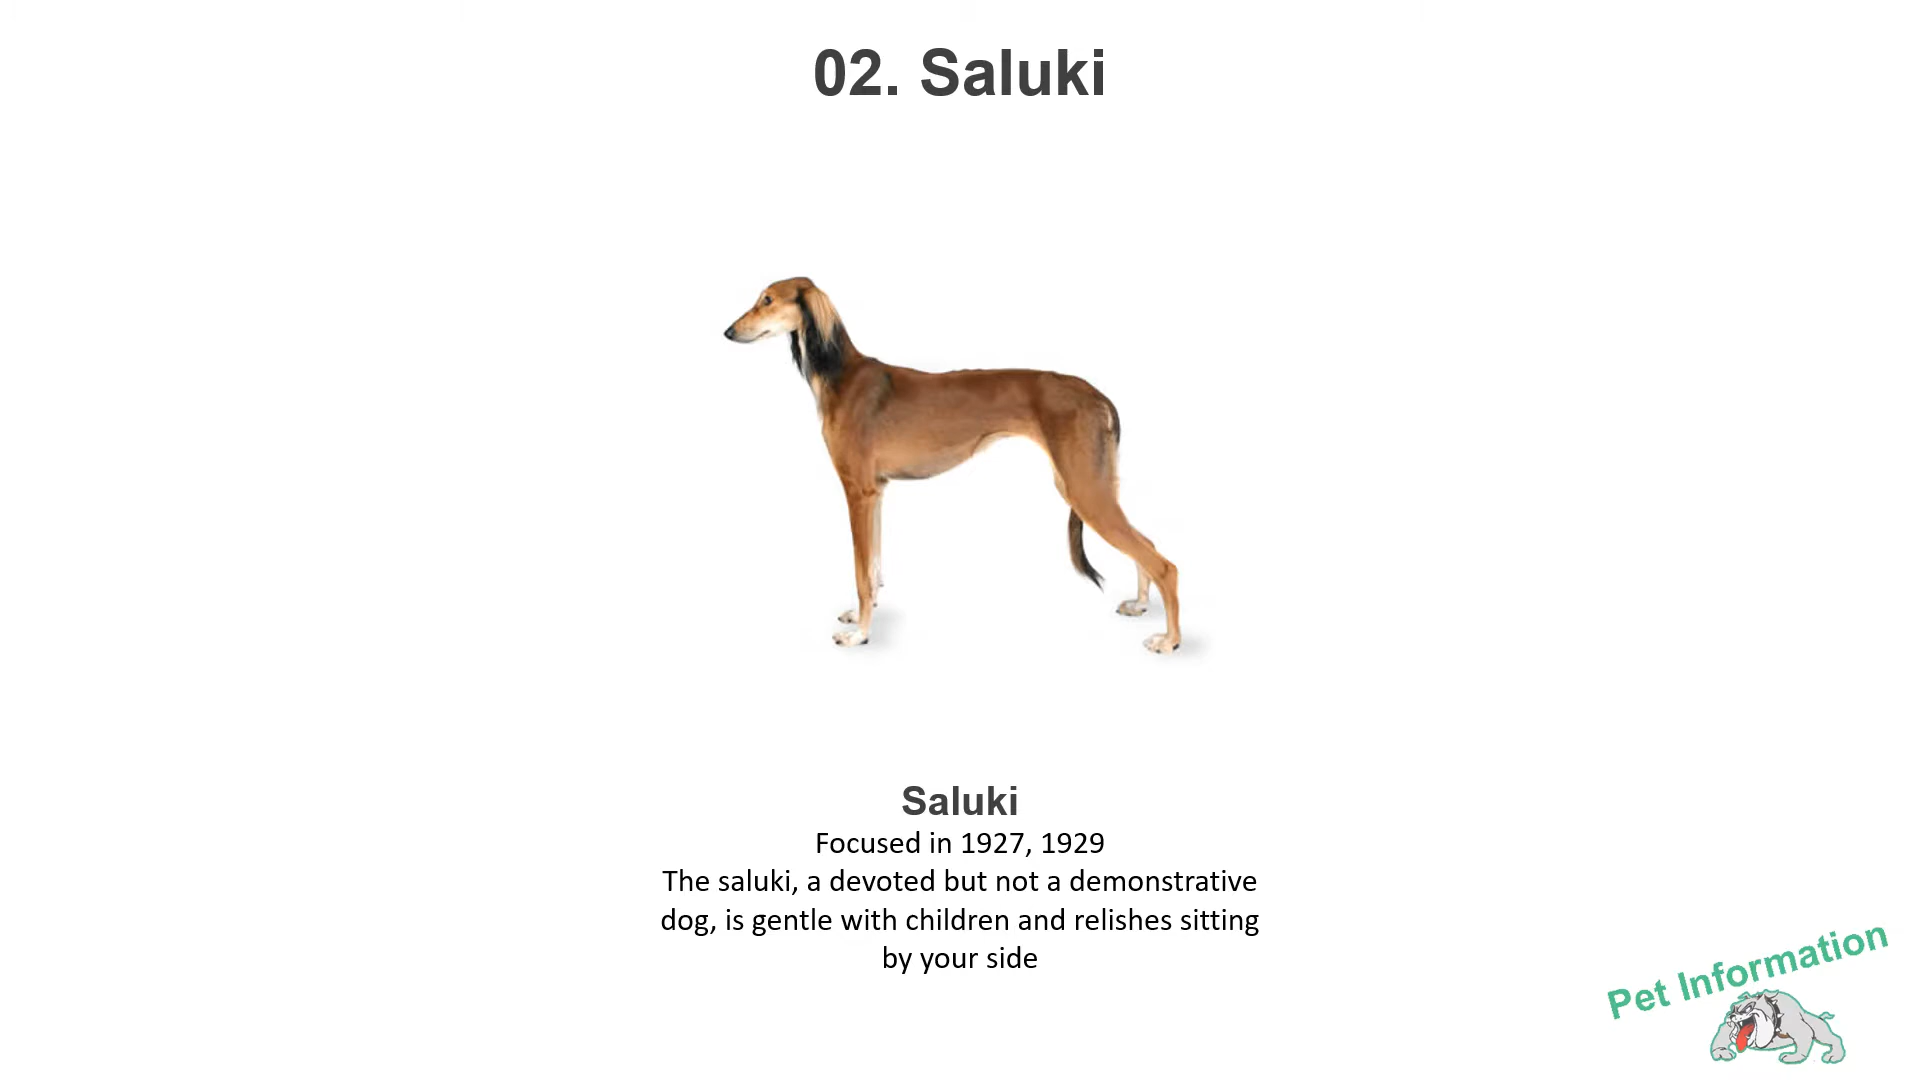 02. Saluki
Saluki
Focused in 1927, 1929
The saluki, a devoted but not a demonstrative
dog, is gentle with children and relishes sitting
by your side
Pet Information